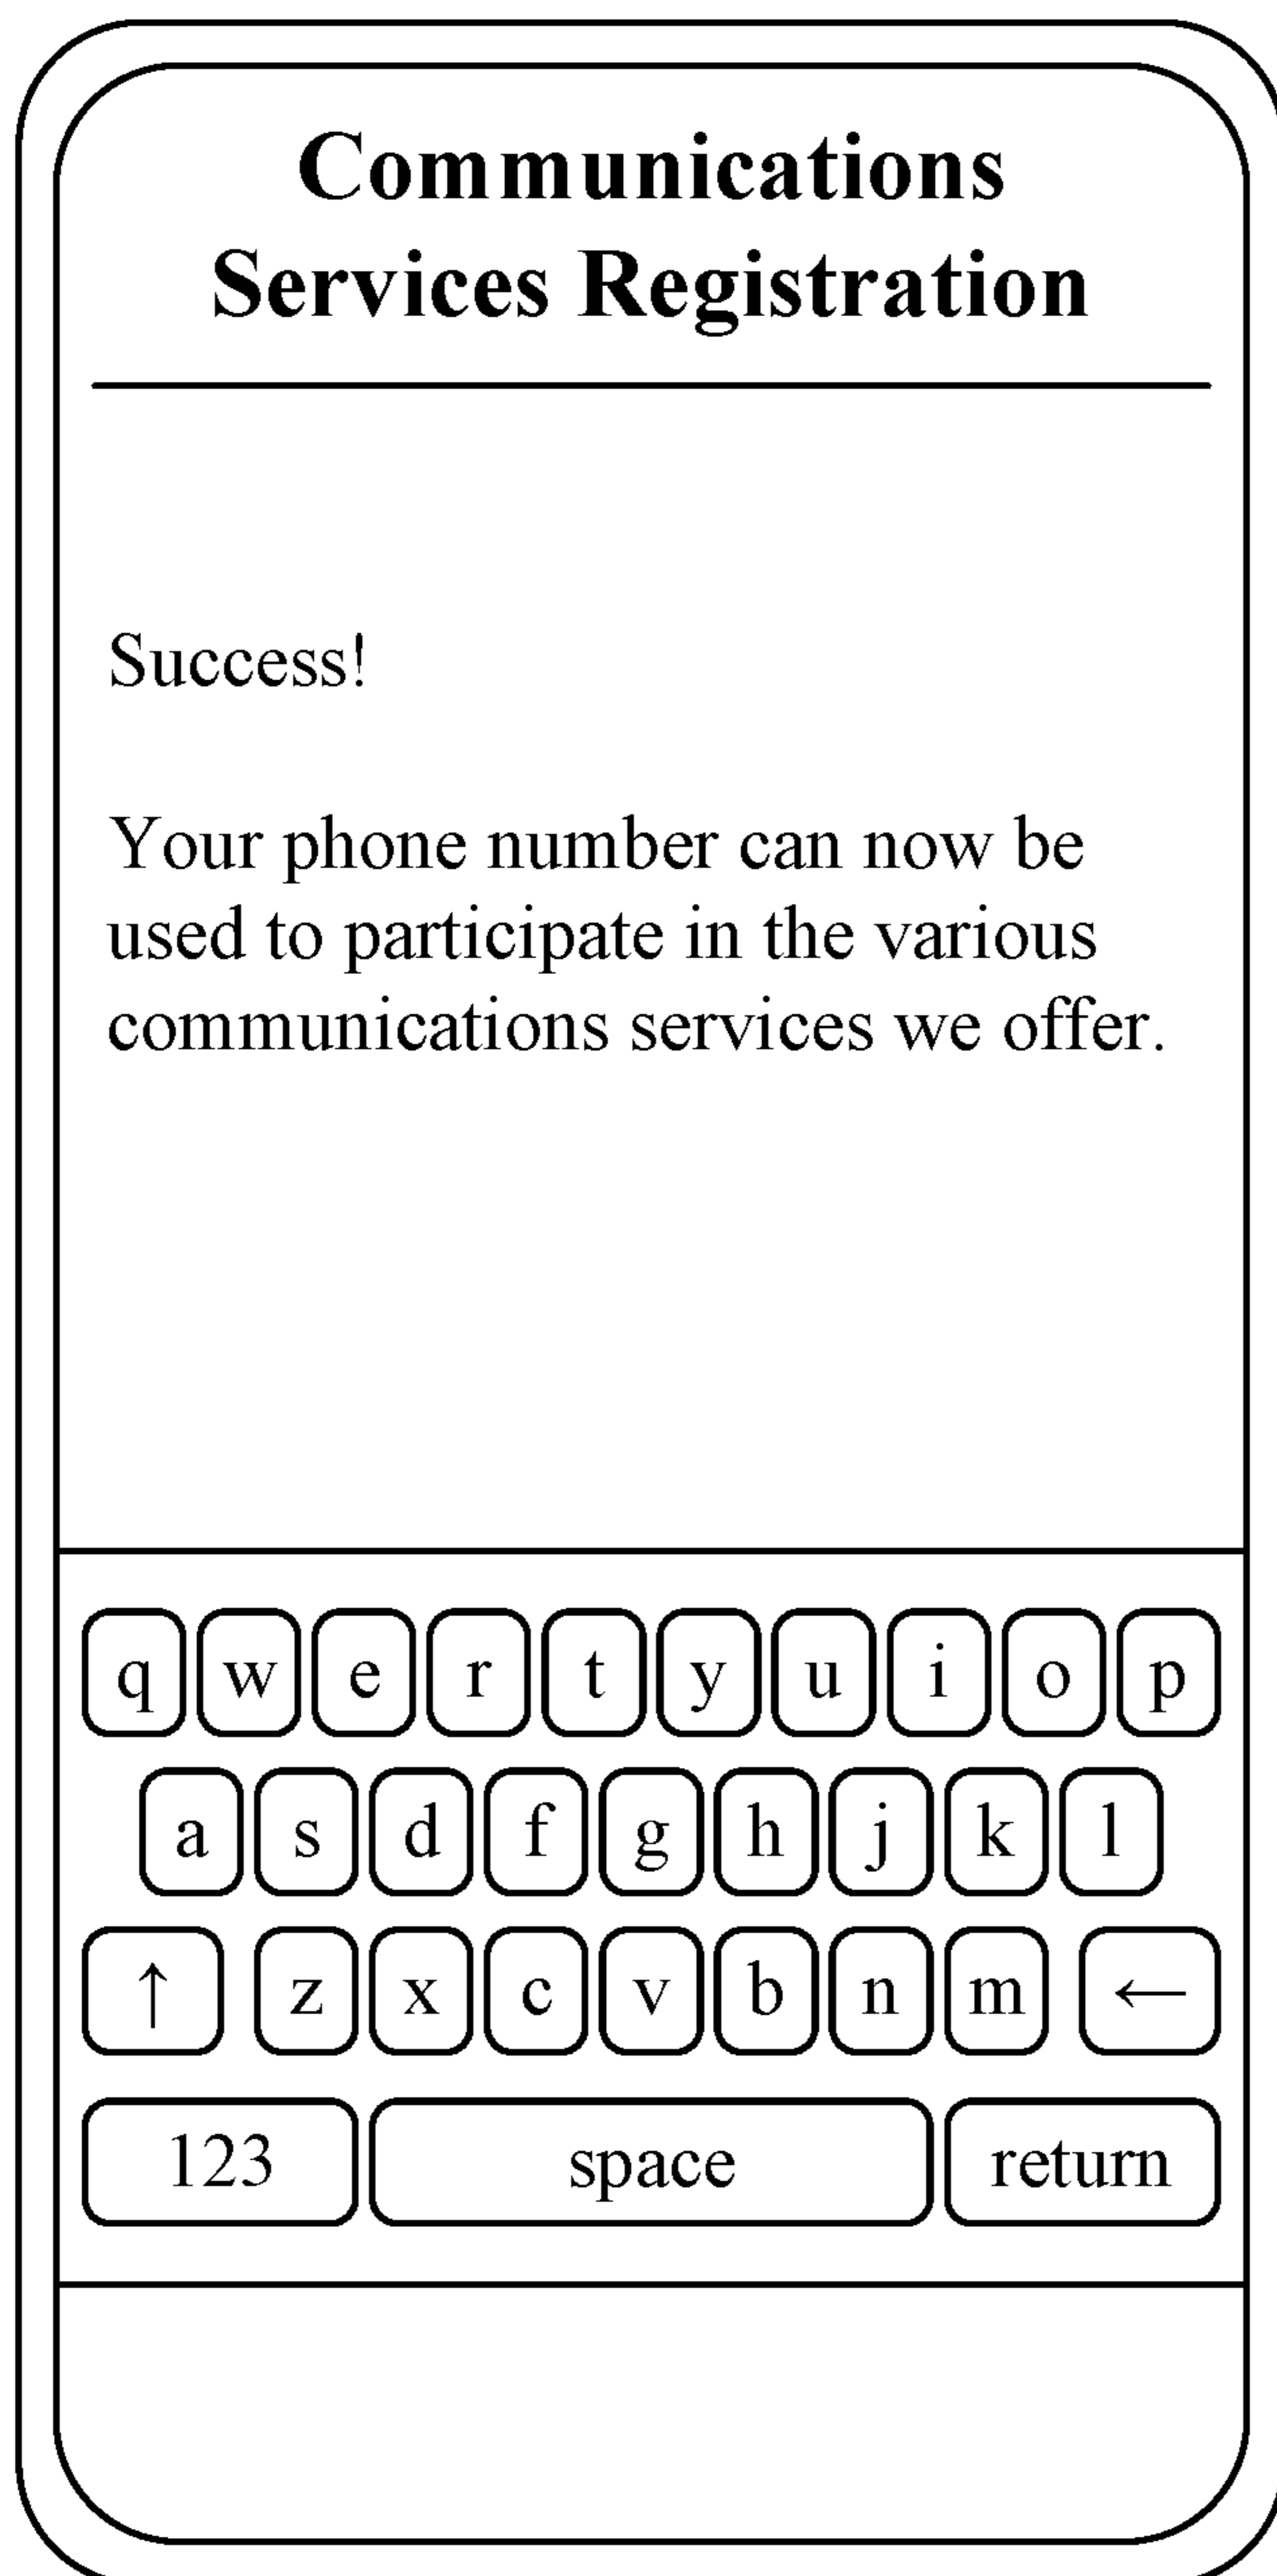 Communications
Services Registration
Success!
Your phone number can now be
used to participate in the various
communications services we offer.
q w e r t y u i o p
a s d f g h j k l
↑ z x c v b n m ←
123 space return